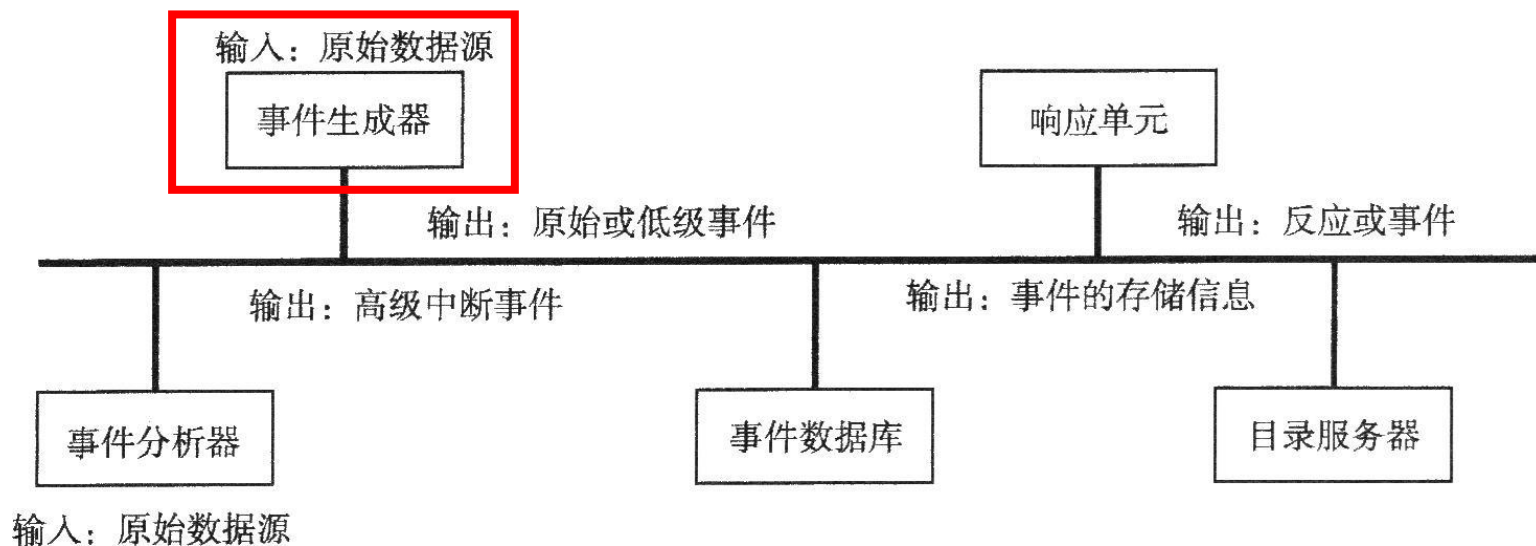 输入：原始数据源
事件生成器
响应单元
输出：原始或低级事件
输出：反应或事件
输出：高级中断事件
输出：事件的存储信息
事件分析器
事件数据库
目录服务器
输入：原始数据源